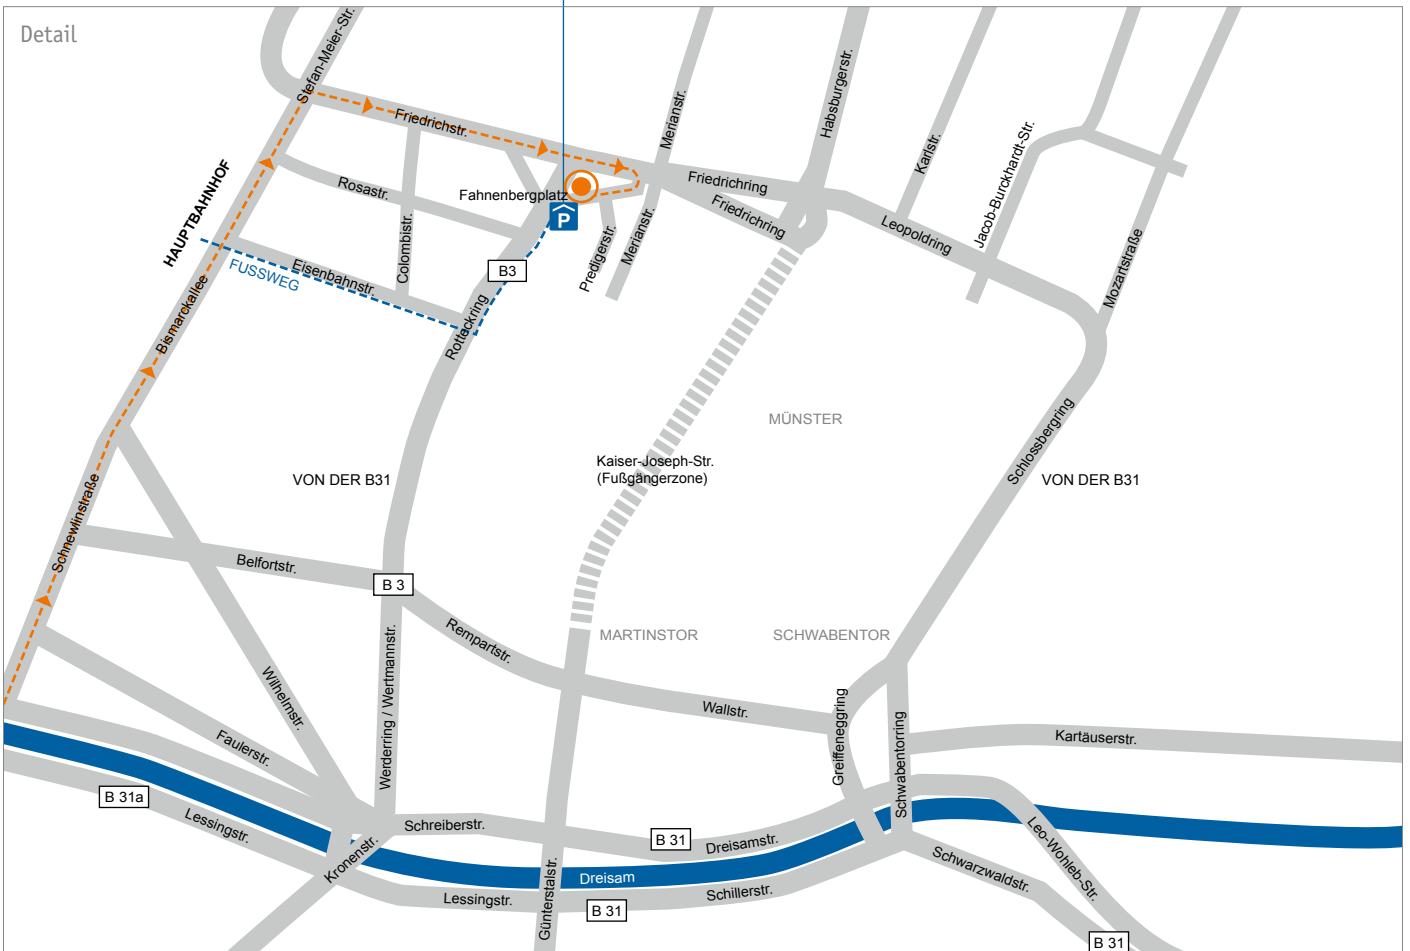 Detail
Stefan-Meier-Str.
Friedrichstr.
Merianstr.
Habsburgerstr.
Karlstr.
Jacob-Burckhardt-Str.
HAUPTBAHNHOF
Rosastr.
Fahnenbergplatz
P
Friedrichring
Friedrichring
Leopoldring
Colombistr.
Predigerstr.
Merianstr.
Mozartstraße
FUSSWEG
Eisenbahnstr.
B3
Bismarckallee
Rotteckring
MÜNSTER
Schlossbergring
Kaiser-Joseph-Str.
(Fußgängerzone)
VON DER B31
VON DER B31
Schnewlinstraße
Belfortstr.
B 3
Rempartstr.
MARTINSTOR
SCHWABENTOR
Wilhelmstr.
Werderring / Wertmannstr.
Wallstr.
Greiffeneggring
Schwabentorring
Kartäuserstr.
Faulerstr.
B 31a
Lessingstr.
Schreiberstr.
B 31
Dreisamstr.
Leo-Wohleb-Str.
Kronenstr.
Dreisam
Schwarzwaldstr.
Lessingstr.
Günterstalstr.
B 31
Schillerstr.
B 31